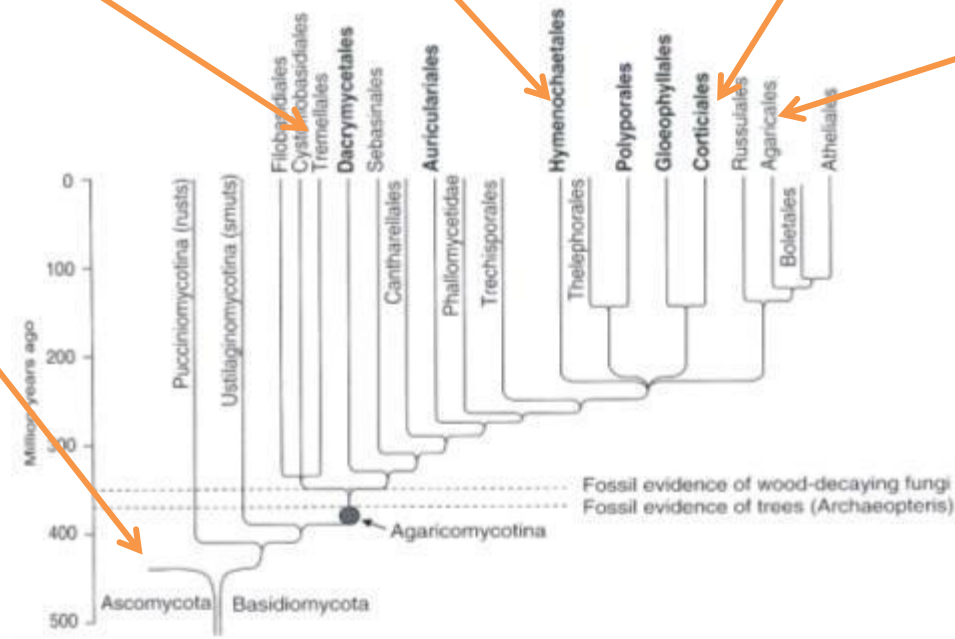 Filobasidiales
Cystofilobasidiales
Tremellales
Dacrymycetales
Sebasinales
Auriculariales
Hymenochaetales
Polyporales
Gloeophyllales
Corticiales
Russulales
Agaricales
Atheliales
Pucciniomycotina (rusts)
Ustilaginomycotina (smuts)
Cantharellales
Phallomycetidae
Trechisporales
Thelephorales
Boletales
Million years ago
0
100
200
300
400
500
Fossil evidence of wood-decaying fungi
Fossil evidence of trees (Archaeopteris)
Agaricomycotina
Ascomycota
Basidiomycota